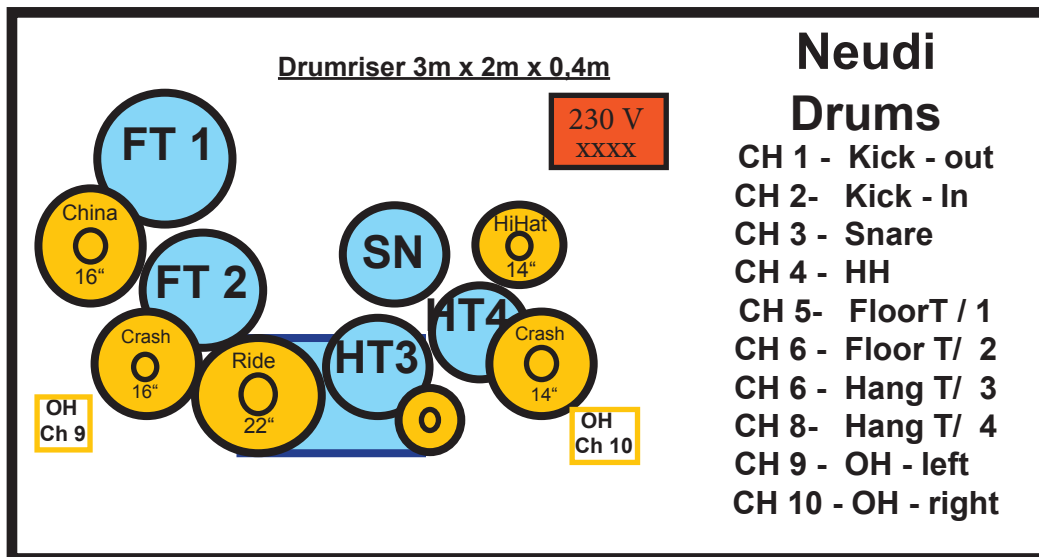 Drumriser 3m x 2m x 0,4m
230 V
xxxx
FT 1
China
16“
FT 2
SN
HiHat
14“
HT4
Crash
16“
Ride
22“
HT3
Crash
14“
OH
Ch 9
OH
Ch 10
Neudi
Drums
CH 1 - Kick - out
CH 2- Kick - In
CH 3 - Snare
CH 4 - HH
CH 5- FloorT / 1
CH 6 - Floor T/ 2
CH 6 - Hang T/ 3
CH 8- Hang T/ 4
CH 9 - OH - left
CH 10 - OH - right